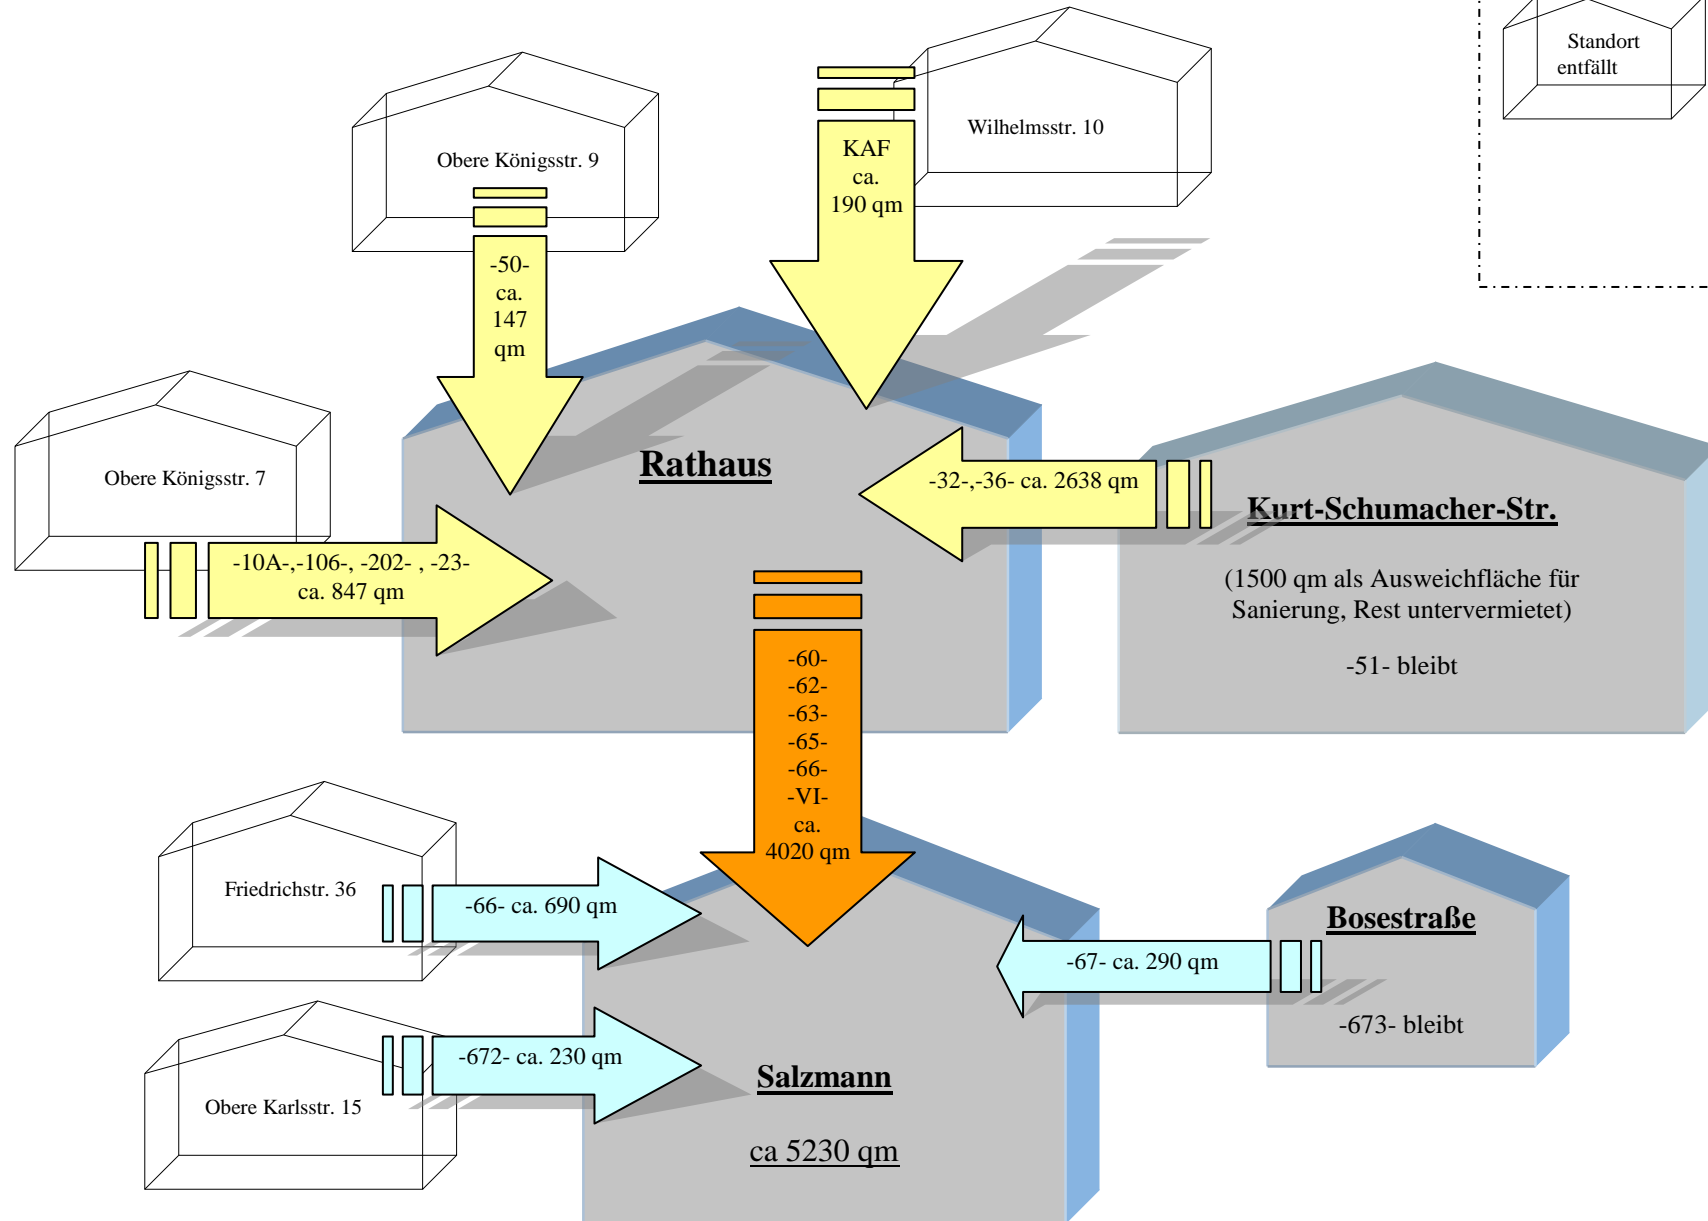 Standort
entfällt
Wilhelmsstr. 10
Obere Königsstr. 9
KAF
ca.
190 qm
-50-
ca.
147
qm
Obere Königsstr. 7
Rathaus
-32-,-36- ca. 2638 qm
Kurt-Schumacher-Str.
(1500 qm als Ausweichfläche für
Sanierung, Rest untervermietet)
-51- bleibt
-10A-,-106-, -202- , -23-
ca. 847 qm
-60-
-62-
-63-
-65-
-66-
-VI-
ca.
4020 qm
Friedrichstr. 36
-66- ca. 690 qm
Bosestraße
-67- ca. 290 qm
-673- bleibt
Obere Karlsstr. 15
-672- ca. 230 qm
Salzmann
ca 5230 qm